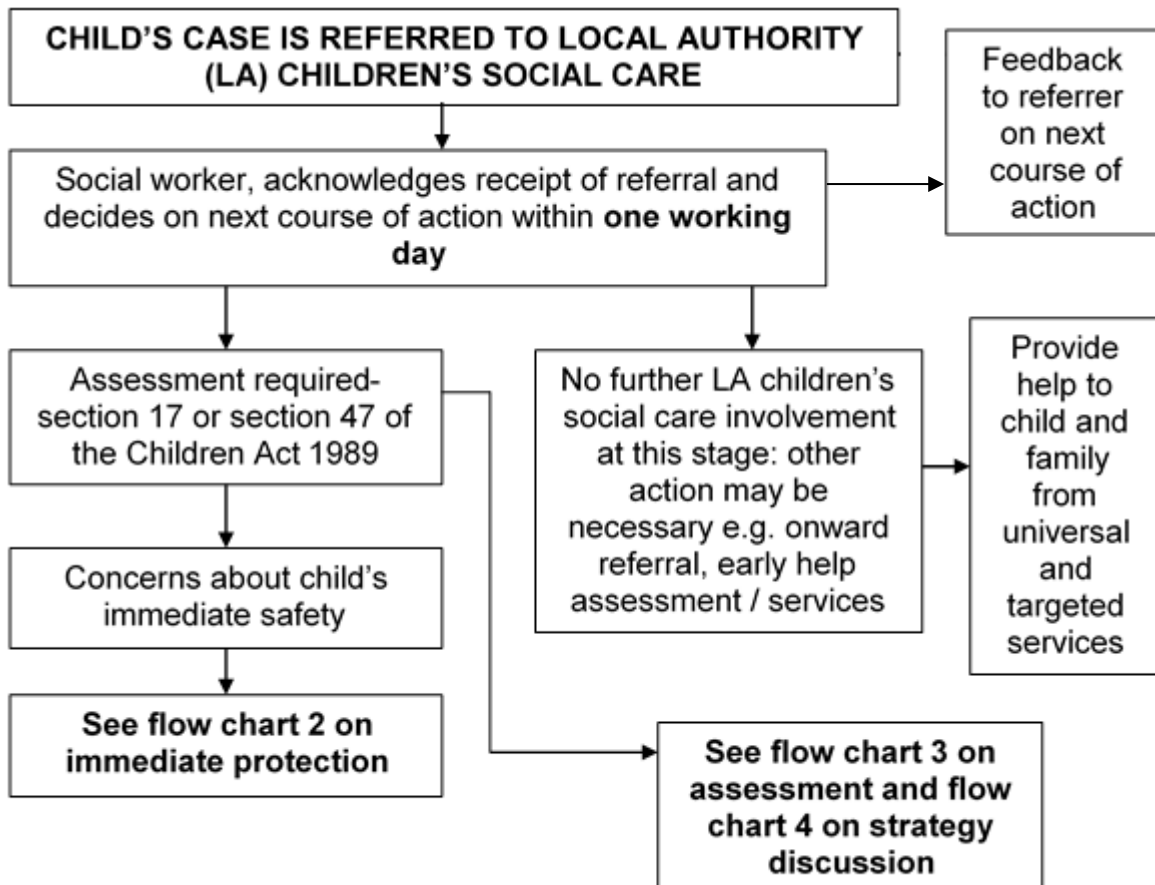 CHILD'S CASE IS REFERRED TO LOCAL AUTHORITY
(LA) CHILDREN'S SOCIAL CARE
Feedback
to referrer
on next
course of
action
Social worker, acknowledges receipt of referral and
decides on next course of action within one working
day
Assessment required-
section 17 or section 47 of
the Children Act 1989
No further LA children's
social care involvement
at this stage: other
action may be
necessary e.g. onward
referral, early help
assessment / services
Provide
help to
child and
family
from
universal
and
targeted
services
Concerns about child's
immediate safety
See flow chart 2 on
immediate protection
See flow chart 3 on
assessment and flow
chart 4 on strategy
discussion